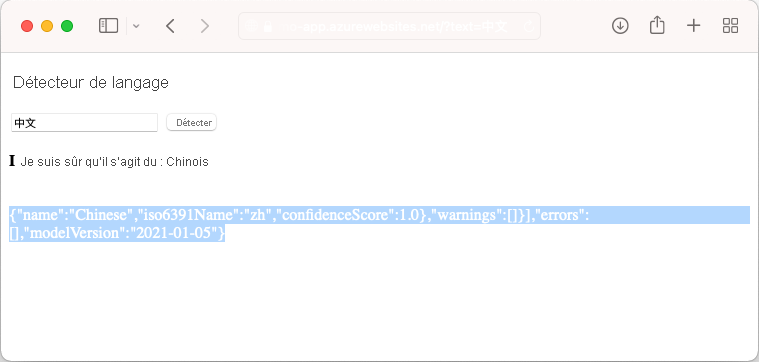 app.azurewebsites.net/?text=中文
Détecteur de langage
中文
Détecter
Je suis sûr qu'il s'agit du : Chinois
{"name":"Chinese","iso6391Name":"zh","confidenceScore":1.0},"warnings":[]}],"errors":
[],"modelVersion":"2021-01-05"}